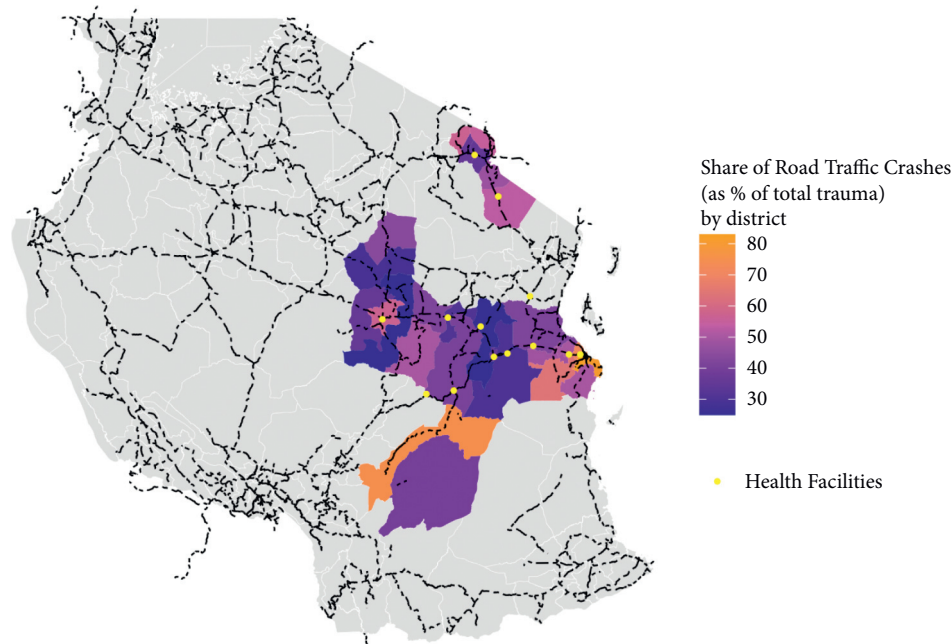 Share of Road Traffic Crashes
(as % of total trauma)
by district
80
70
60
50
40
30
Health Facilities